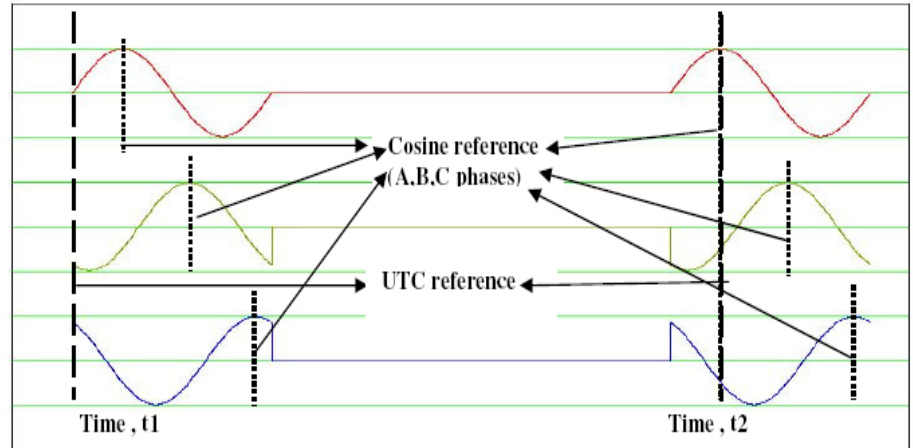 Cosine reference
(A,B,C phases)
UTC reference
Time , t1
Time , t2